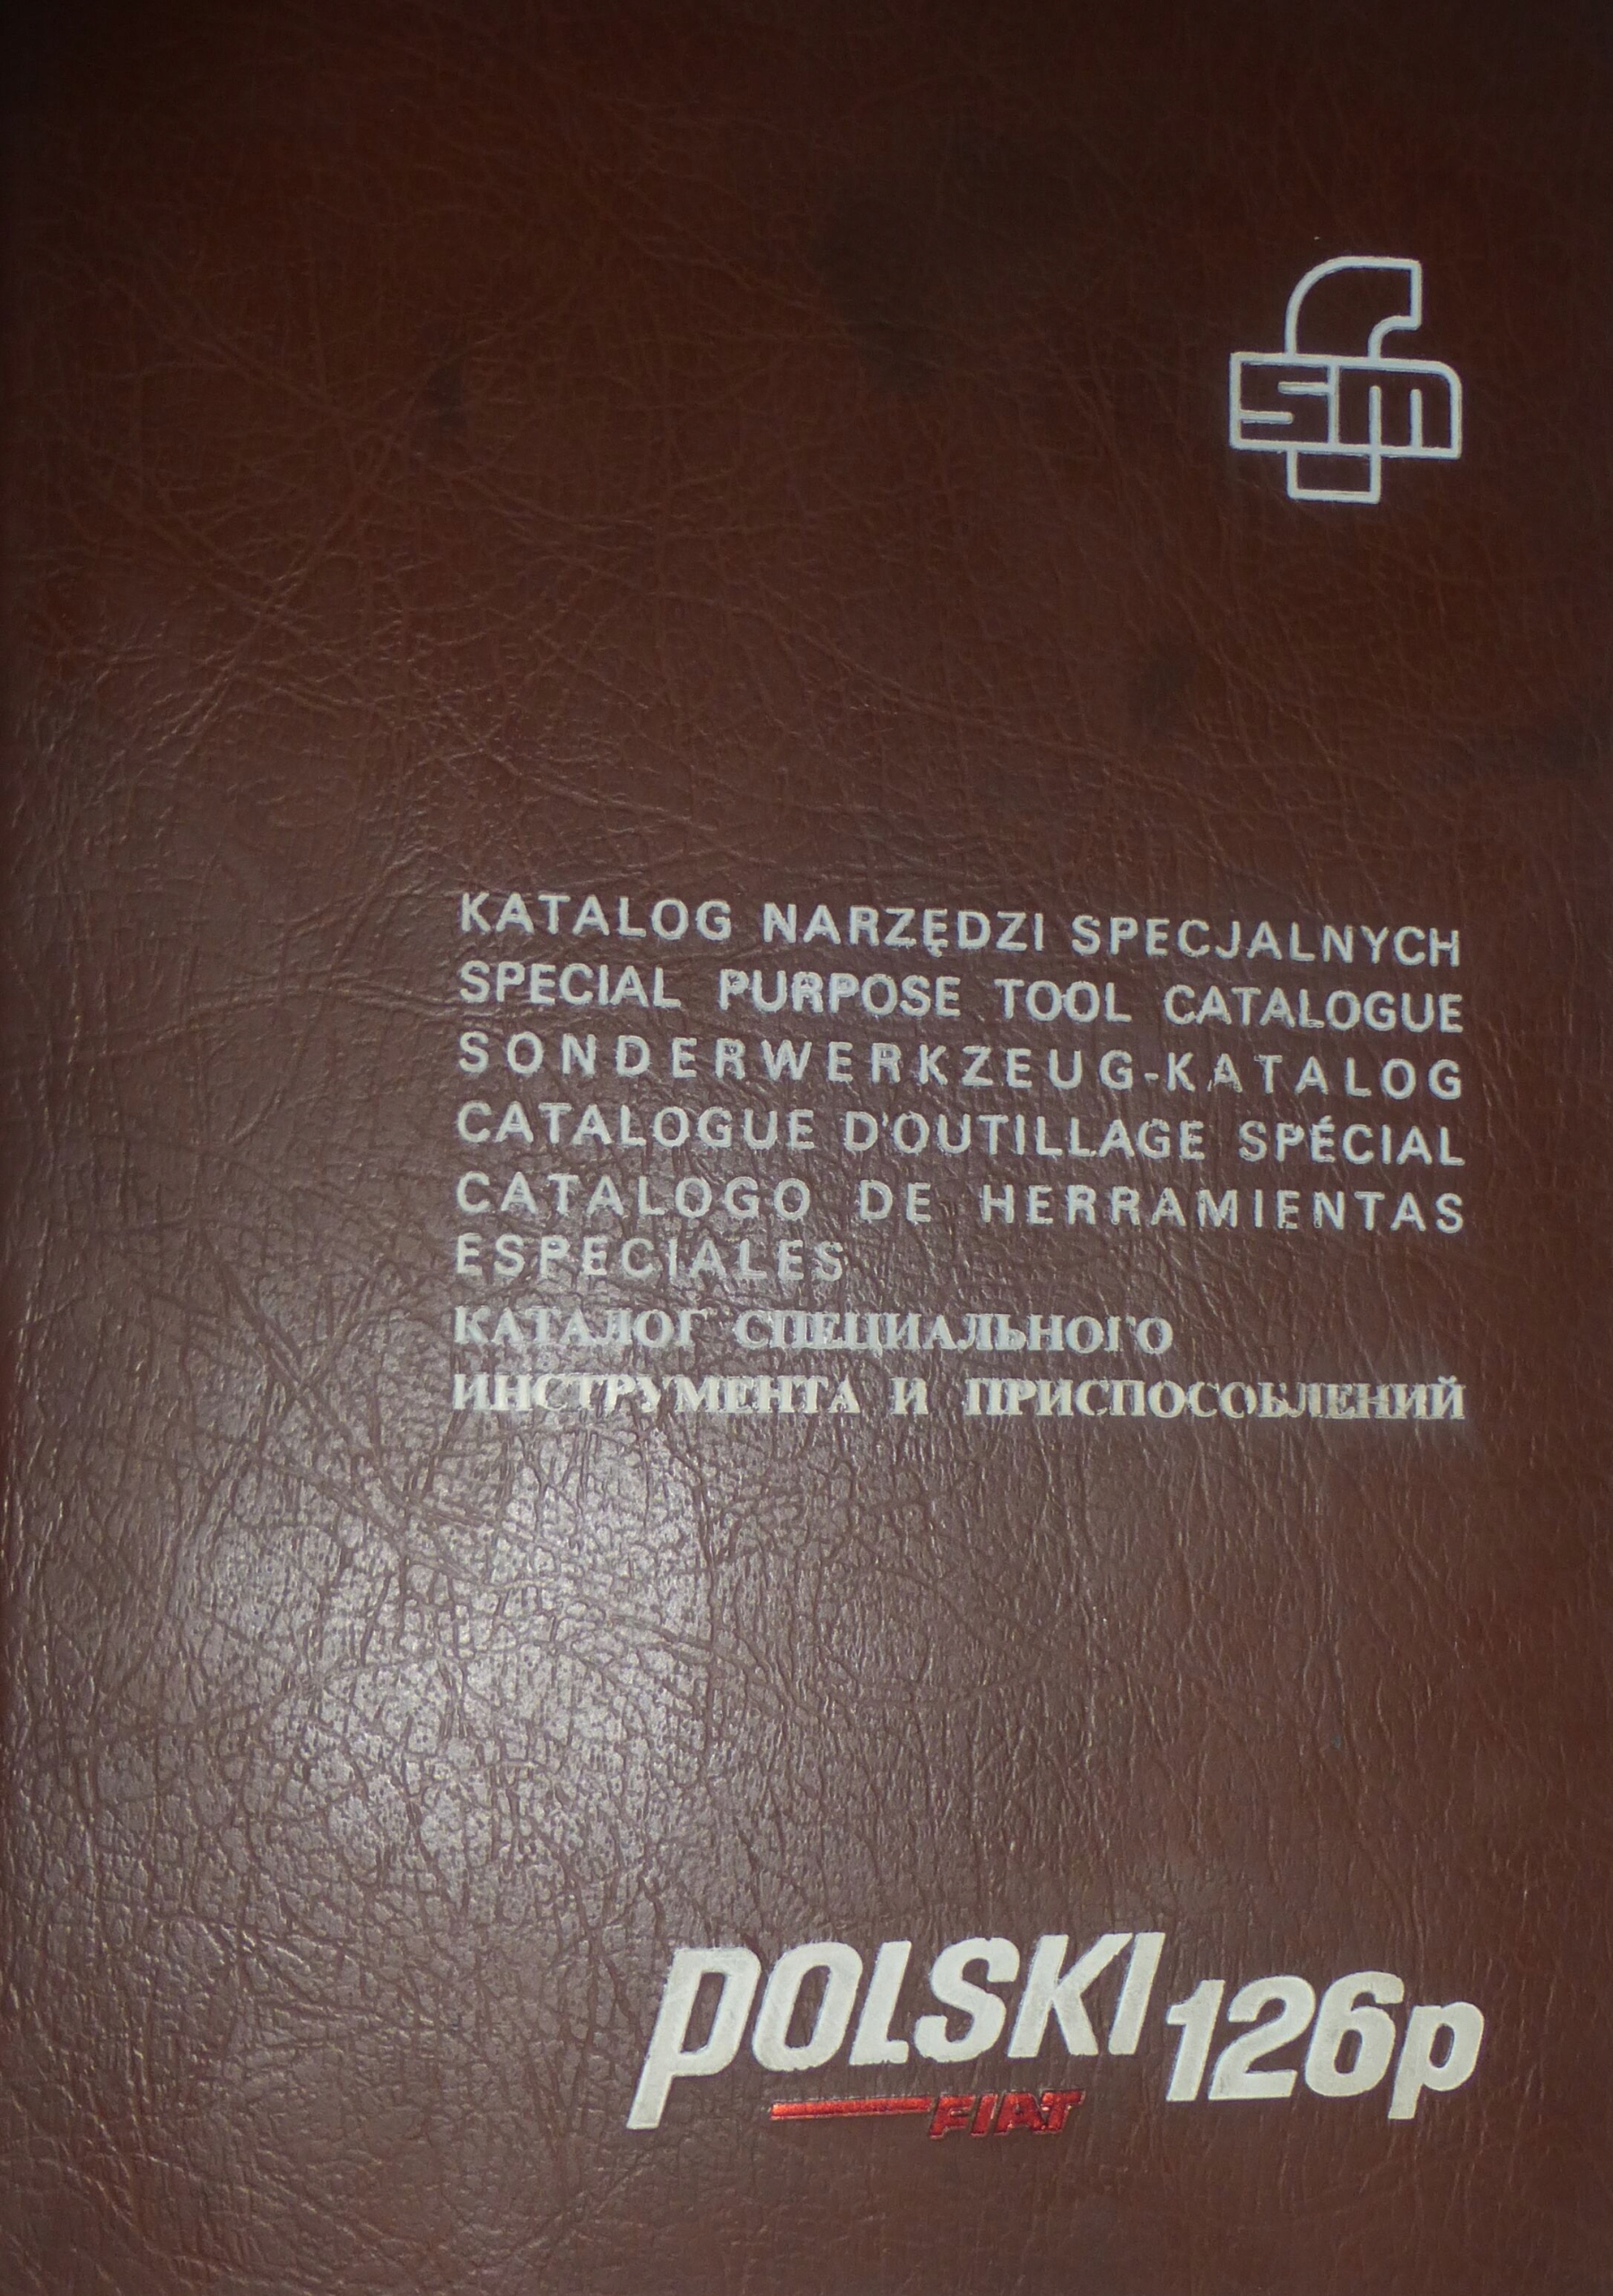 fsm
KATALOG NARZĘDZI SPECJALNYCH
SPECIAL PURPOSE TOOL CATALOGUE
SONDERWERKZEUG-KATALOG
CATALOGUE D'OUTILLAGE SPÉCIAL
CATALOGO DE HERRAMIENTAS
ESPECIALES
КАТАЛОГ СПЕЦИАЛЬНОГО
ИНСТРУМЕНТА И ПРИСПОСОБЛЕНИЙ
POLSKI 126p
FIAT